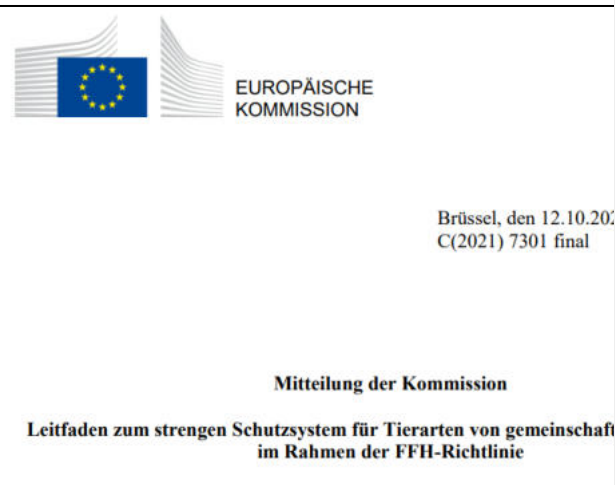 EUROPÄISCHE
KOMMISSION
Brüssel, den 12.10.202
C(2021) 7301 final
Mitteilung der Kommission
Leitfaden zum strengen Schutzsystem für Tierarten von gemeinschaft
im Rahmen der FFH-Richtlinie